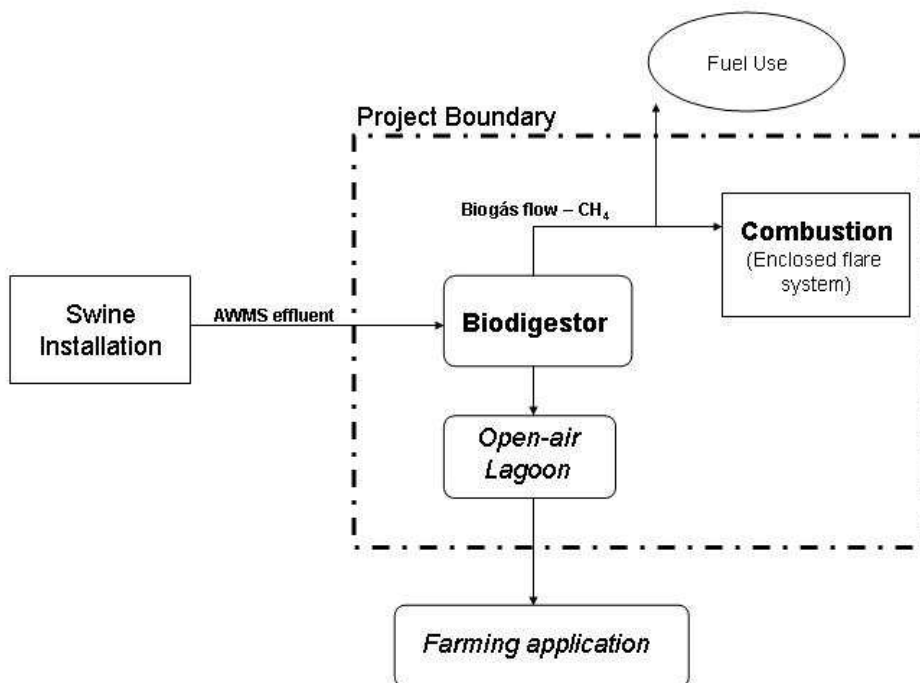 Fuel Use
Project Boundary
Biogás flow – CH₄
Combustion
(Enclosed flare
system)
Swine
Installation
AWMS effluent
Biodigestor
Open-air
Lagoon
Farming application